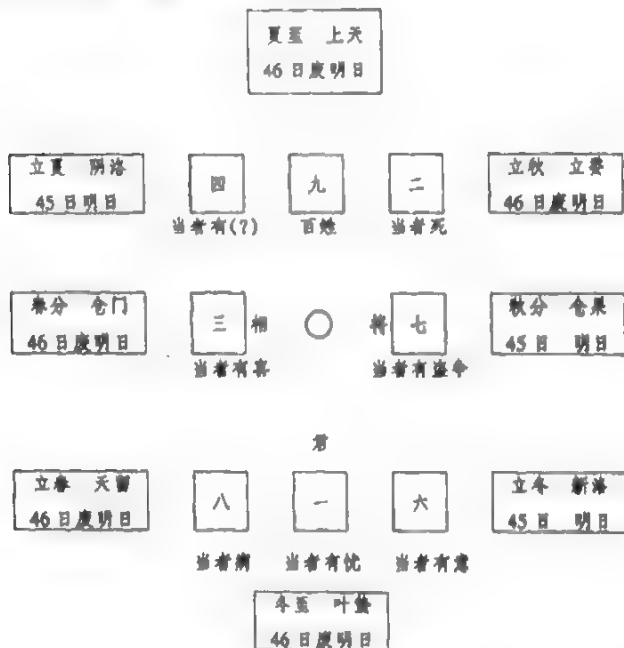 夏至 上天
46日废明日
立夏 阴洛
45日明日
四
九
二
立秋 立
46日废明日
当者有(?)
百姓
当者死
春分 仓门
46日废明日
三
相
将
七
秋分 仓果
45日 明日
当者有喜
当者有盗争
君
立春 天留
46日废明日
八
一
六
立冬 新洛
45日 明日
当者病
当者有忧
当者有
冬至 叶蛰
46日废明日